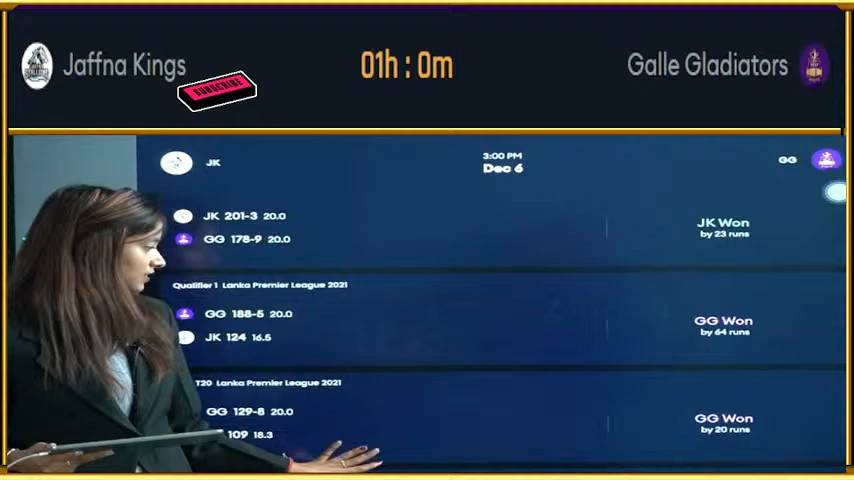 Jaffna Kings
01h : 0m
Galle Gladiators
SUBSCRIBE
JK
3:00 PM
Dec 6
GG
JK 201-3 20.0
GG 178-9 20.0
JK Won
by 23 runs
Qualifier 1 Lanka Premier League 2021
GG 188-5 20.0
JK 124 16.5
GG Won
by 64 runs
T20 Lanka Premier League 2021
GG 129-8 20.0
109 18.3
GG Won
by 20 runs